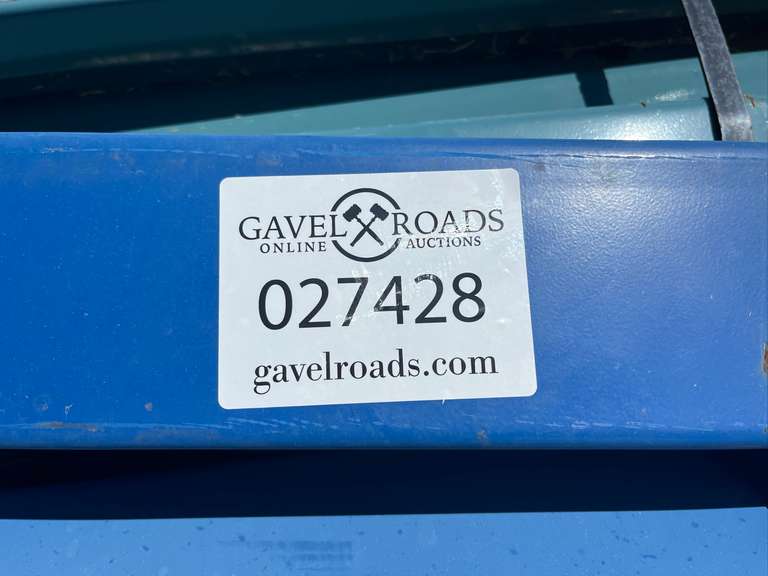 GAVEL ROADS
ONLINE AUCTIONS
027428
gavelroads.com